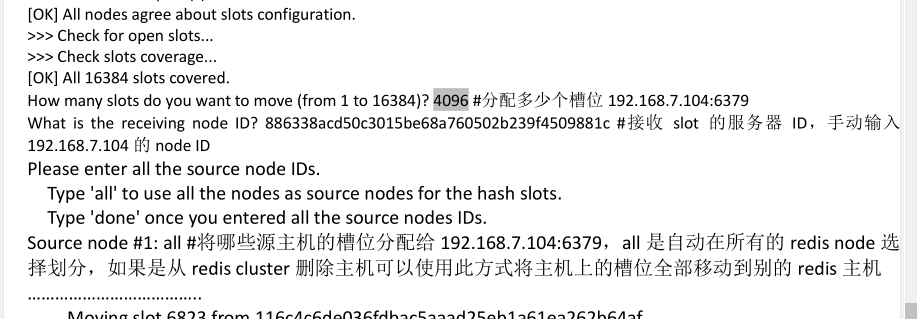 [OK] All nodes agree about slots configuration.
>>> Check for open slots...
>>> Check slots coverage...
[OK] All 16384 slots covered.
How many slots do you want to move (from 1 to 16384)? 4096 #分配多少个槽位 192.168.7.104:6379
What is the receiving node ID? 886338acd50c3015be68a760502b239f4509881c #接收 slot 的服务器 ID，手动输入
192.168.7.104 的 node ID
Please enter all the source node IDs.
Type 'all' to use all the nodes as source nodes for the hash slots.
Type 'done' once you entered all the source nodes IDs.
Source node #1: all #将哪些源主机的槽位分配给 192.168.7.104:6379，all 是自动在所有的 redis node 选
择划分，如果是从 redis cluster 删除主机可以使用此方式将主机上的槽位全部移动到别的 redis 主机
………………………………..
Moving slot 6823 from 116c4c6de036fdbac5aaad25eb1a61ea262b64af